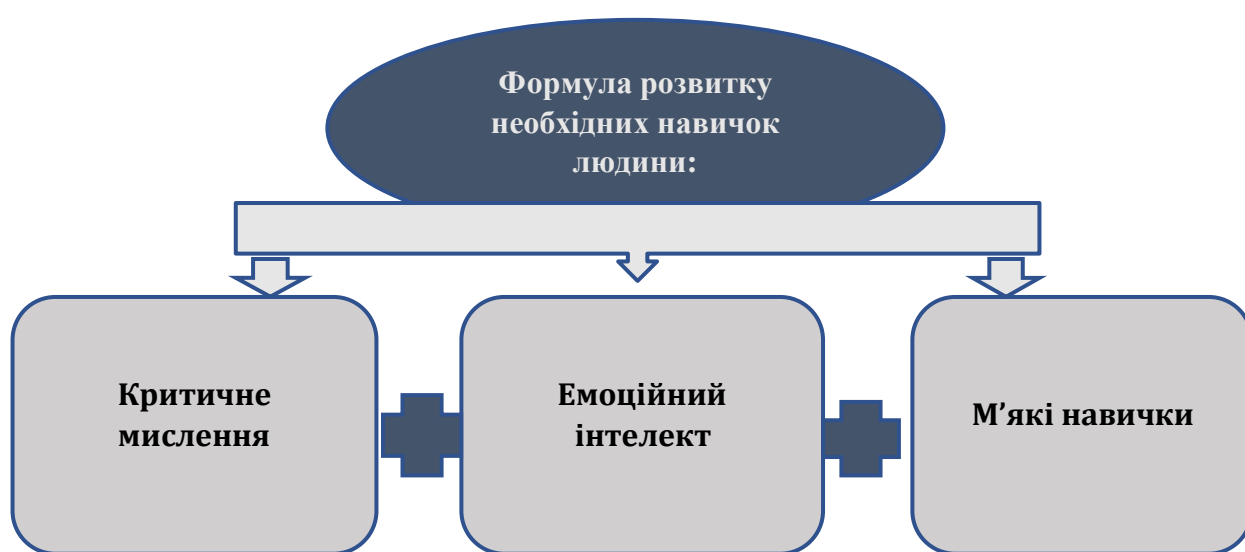 Формула розвитку
необхідних навичок
людини:
Критичне
мислення
Емоційний
інтелект
М’які навички